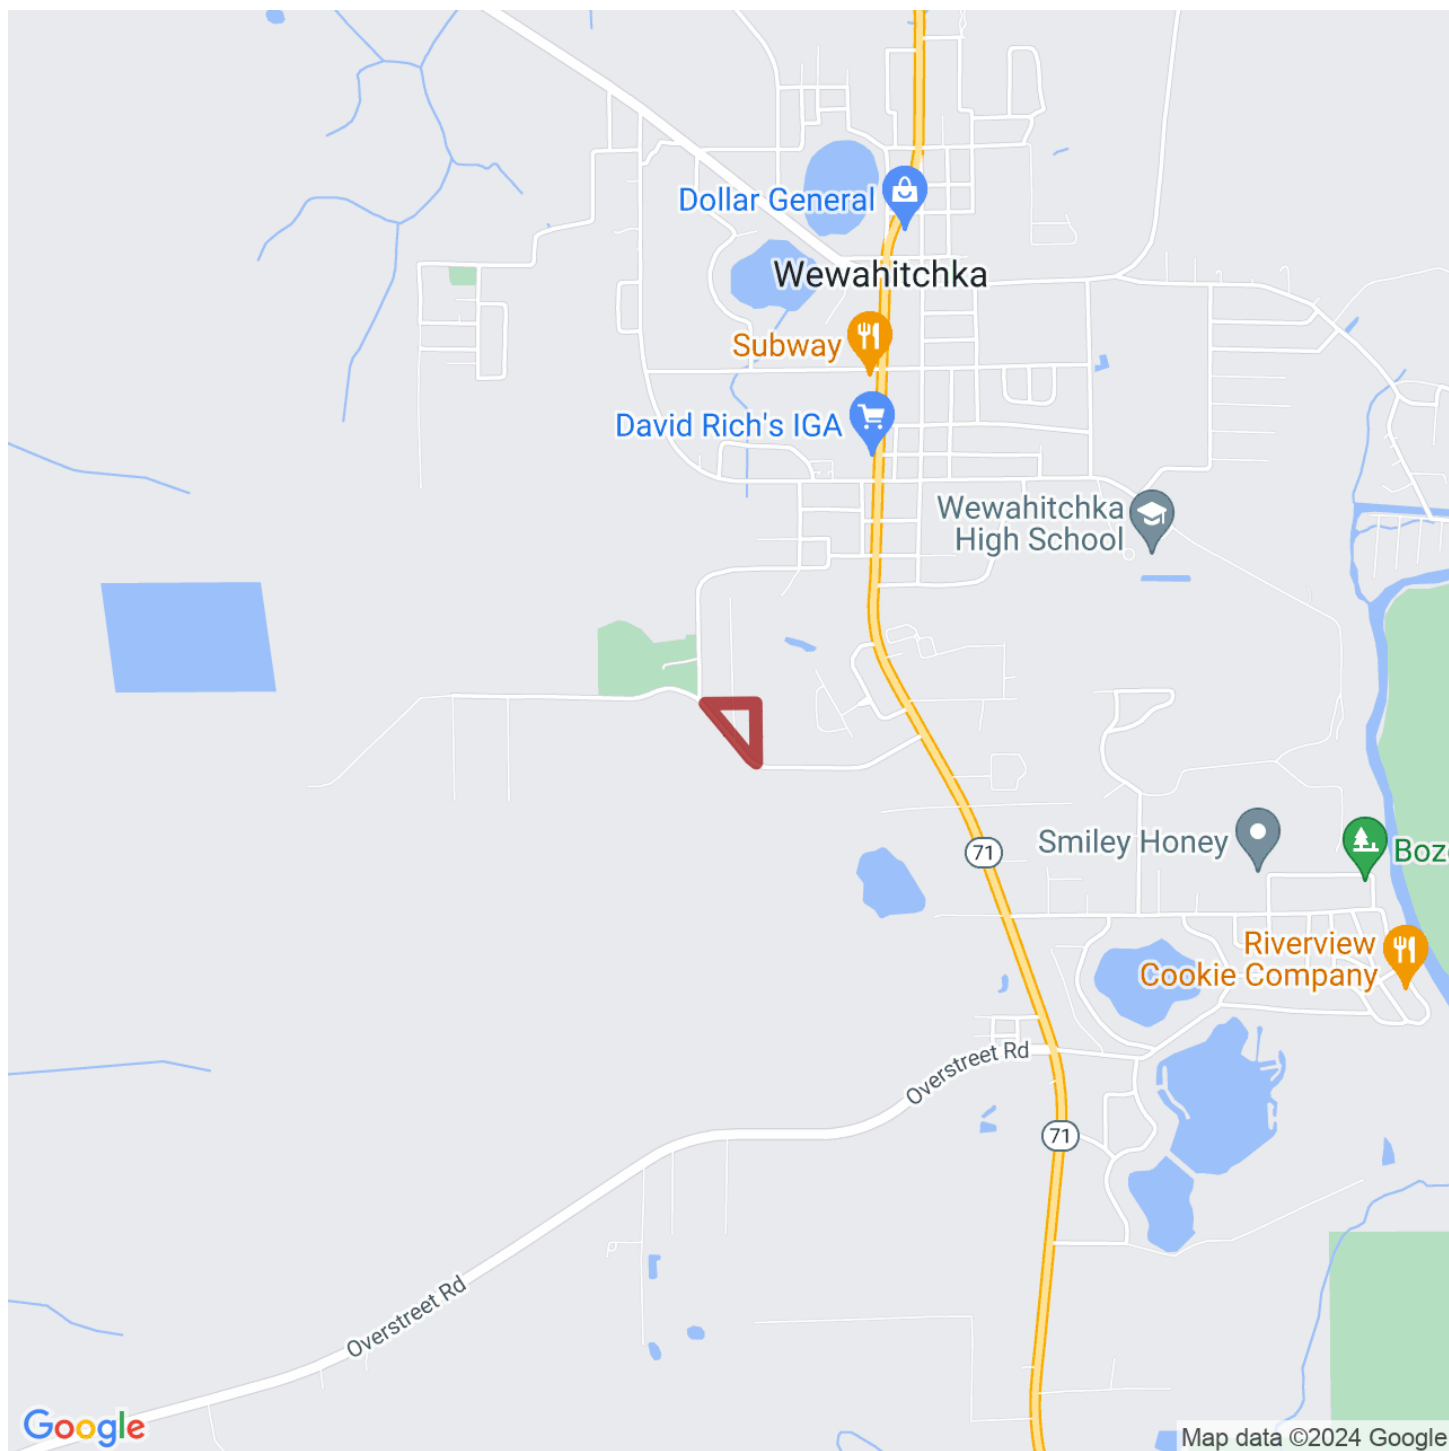 Dollar General
Wewahitchka
Subway
David Rich's IGA
Wewahitchka
High School
71
Smiley Honey
Boz
Riverview
Cookie Company
Overstreet Rd
71
Overstreet Rd
Google
Map data ©2024 Google